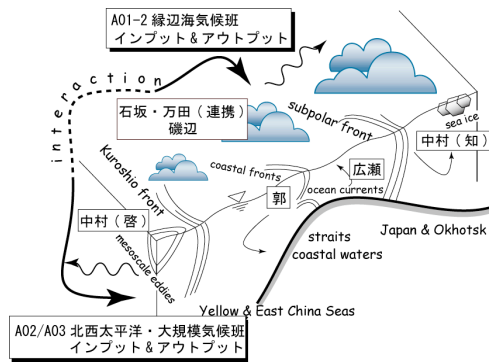 A01-2 縁辺海気候班
インプット＆アウトプット
interaction
石坂・万田（連携）
磯辺
subpolar front
sea ice
中村（知）
Kuroshio front
coastal fronts
広瀬
ocean currents
郭
中村（啓）
mesoscale eddies
straits
coastal waters
Japan & Okhotsk
Yellow & East China Seas
A02/A03 北西太平洋・大規模気候班
インプット＆アウトプット